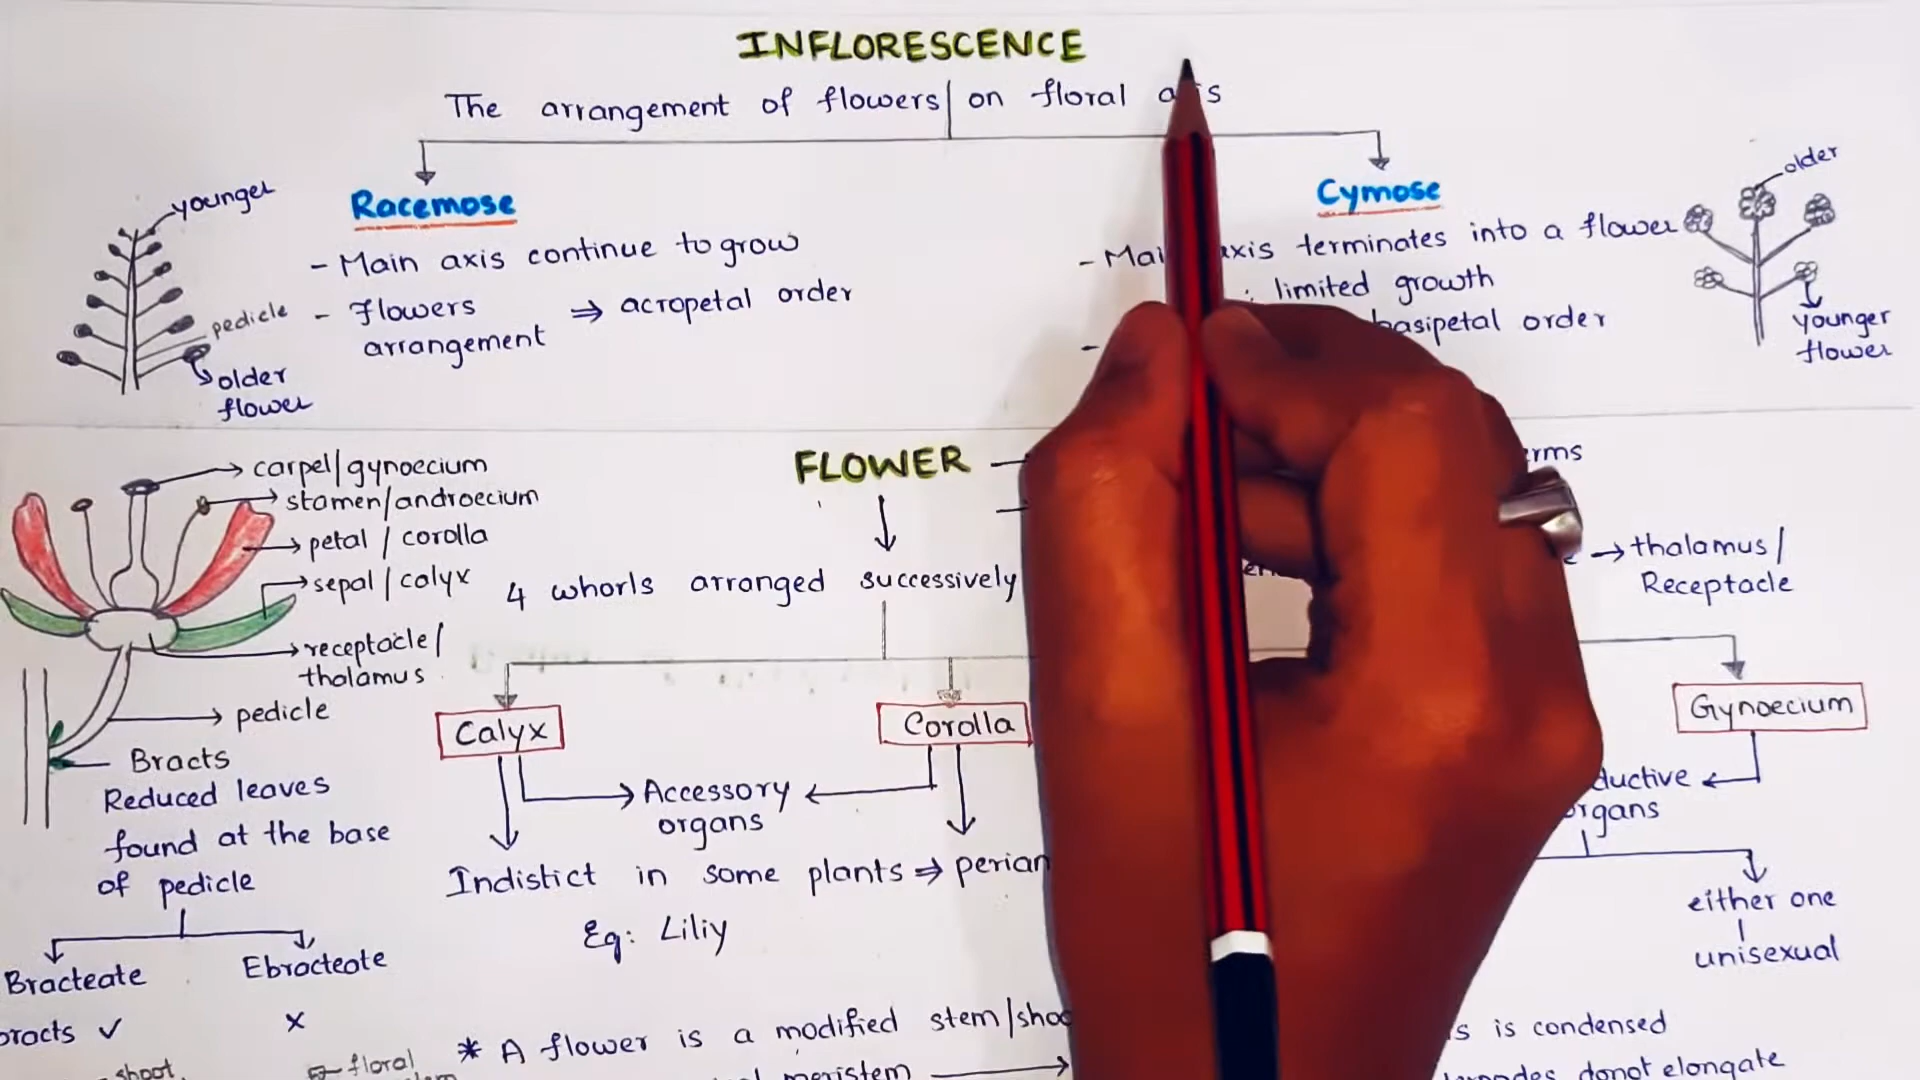 INFLORESCENCE
The arrangement of flowers on floral
younger
Racemose
- Main axis continue to grow
- Flowers arrangement ⇒ acropetal order
pedicle
older flower
Cymose
older
axis terminates into a flower
limited growth
basipetal order
younger flower
FLOWER
carpel/gynoecium
stamen/androecium
petal / corolla
sepal / calyx
receptacle/
thalamus
pedicle
Bracts
Reduced leaves
found at the base
of pedicle
Bracteate
Ebracteate
✓
×
4 whorls arranged successively
→ thalamus/
Receptacle
Calyx
Corolla
Gynoecium
Accessory
organs
organs
Indistict in some plants ⇒
Eg: Liliy
either one
unisexual
* A flower is a modified stem/
is condensed
meristem
donot elongate
shoot
floral